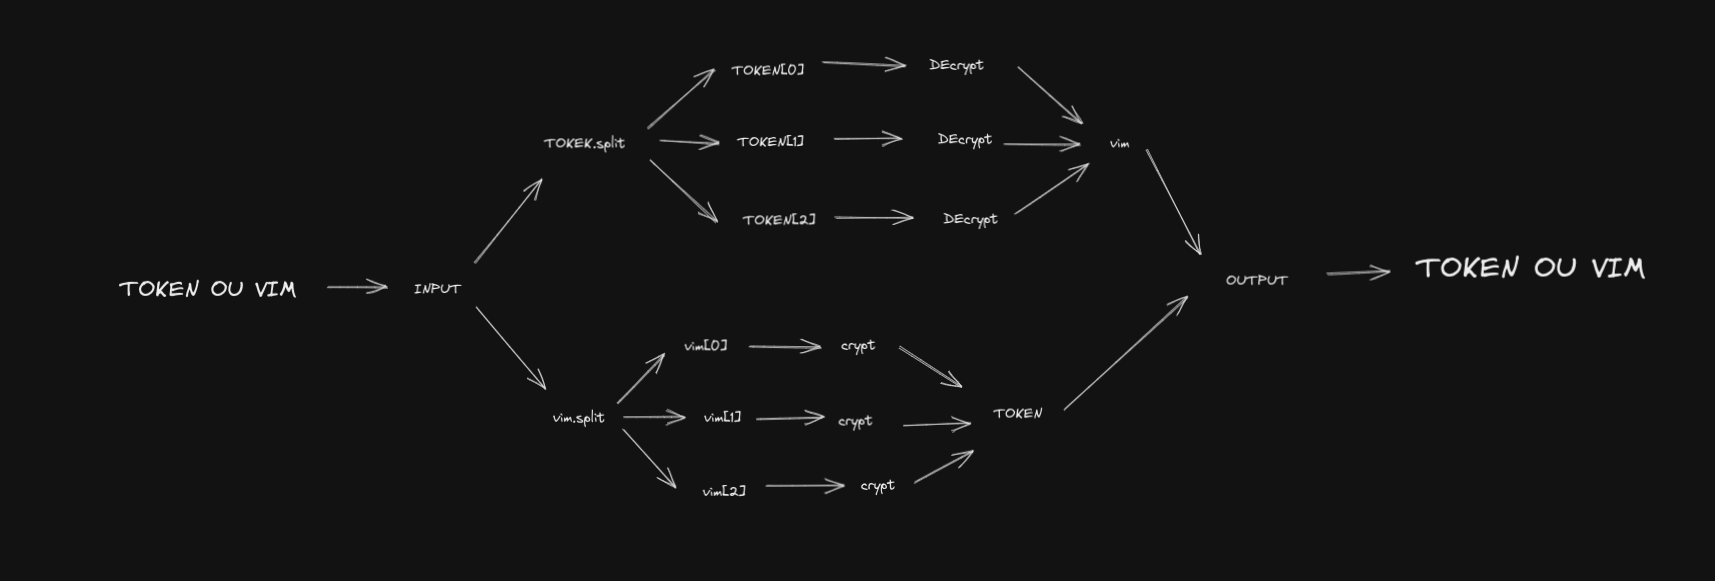 TOKEN OU VIM
INPUT
TOKEK.split
TOKEN[0]
DEcrypt
TOKEN[1]
DEcrypt
TOKEN[2]
DEcrypt
vim
vim.split
vim[0]
crypt
vim[1]
crypt
vim[2]
crypt
TOKEN
OUTPUT
TOKEN OU VIM